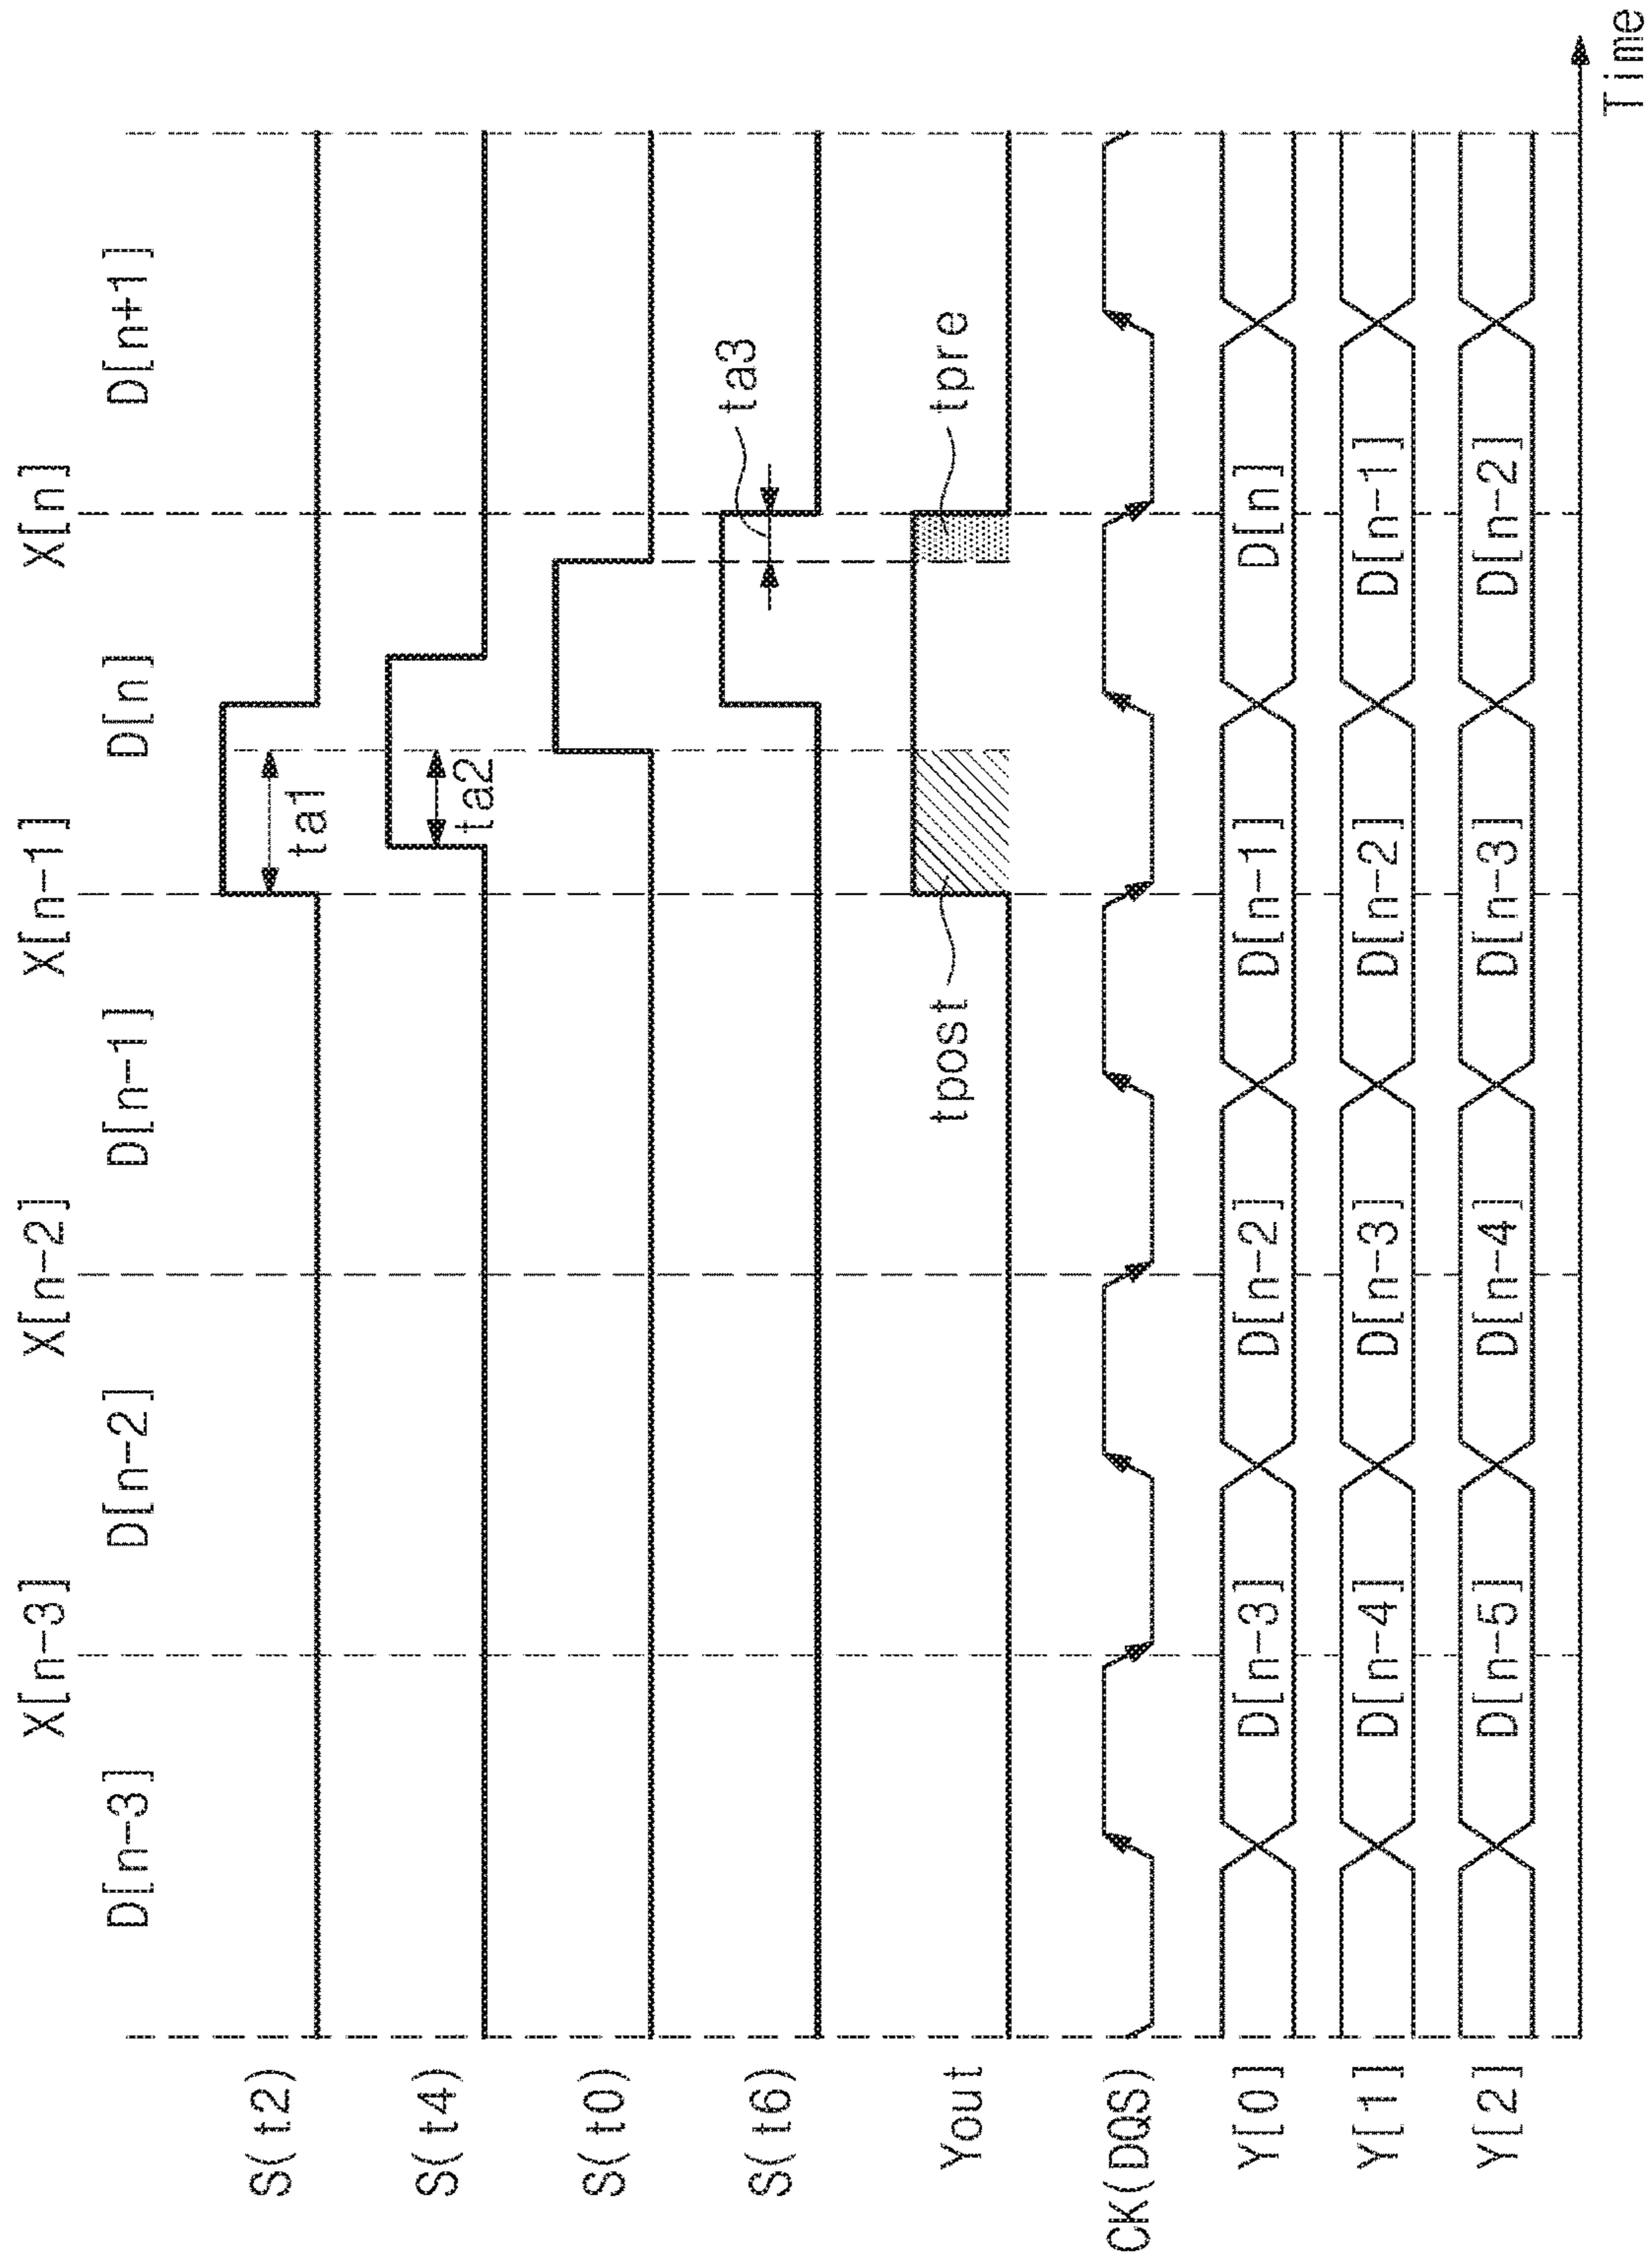 X[n-3] X[n-2] X[n-1] X[n]
D[n-3] D[n-2] D[n-1] D[n] D[n+1]
S(t2)
ta1
S(t4)
ta2
S(t0)
S(t6)
ta3
Yout
tpost
tpre
CK(DQS)
Y[0] D[n-3] D[n-2] D[n-1] D[n]
Y[1] D[n-4] D[n-3] D[n-2] D[n-1]
Y[2] D[n-5] D[n-4] D[n-3] D[n-2]
Time